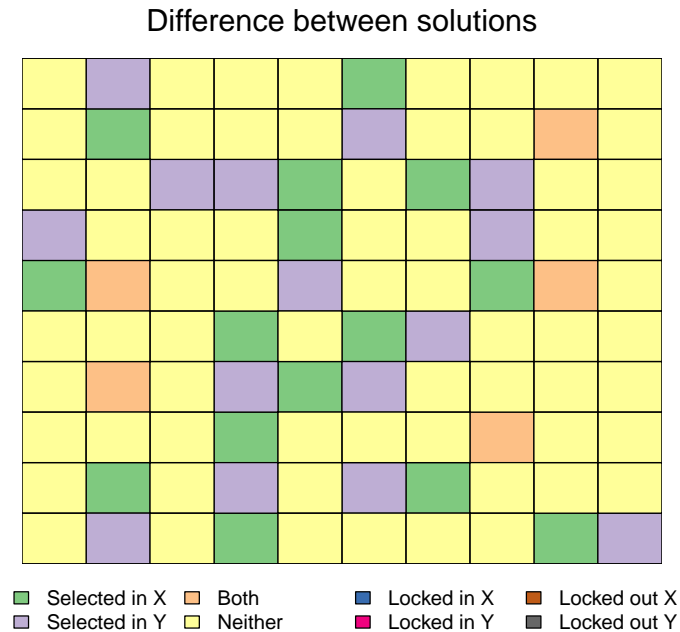 Difference between solutions
Selected in X Both Locked in X Locked out X
Selected in Y Neither Locked in Y Locked out Y